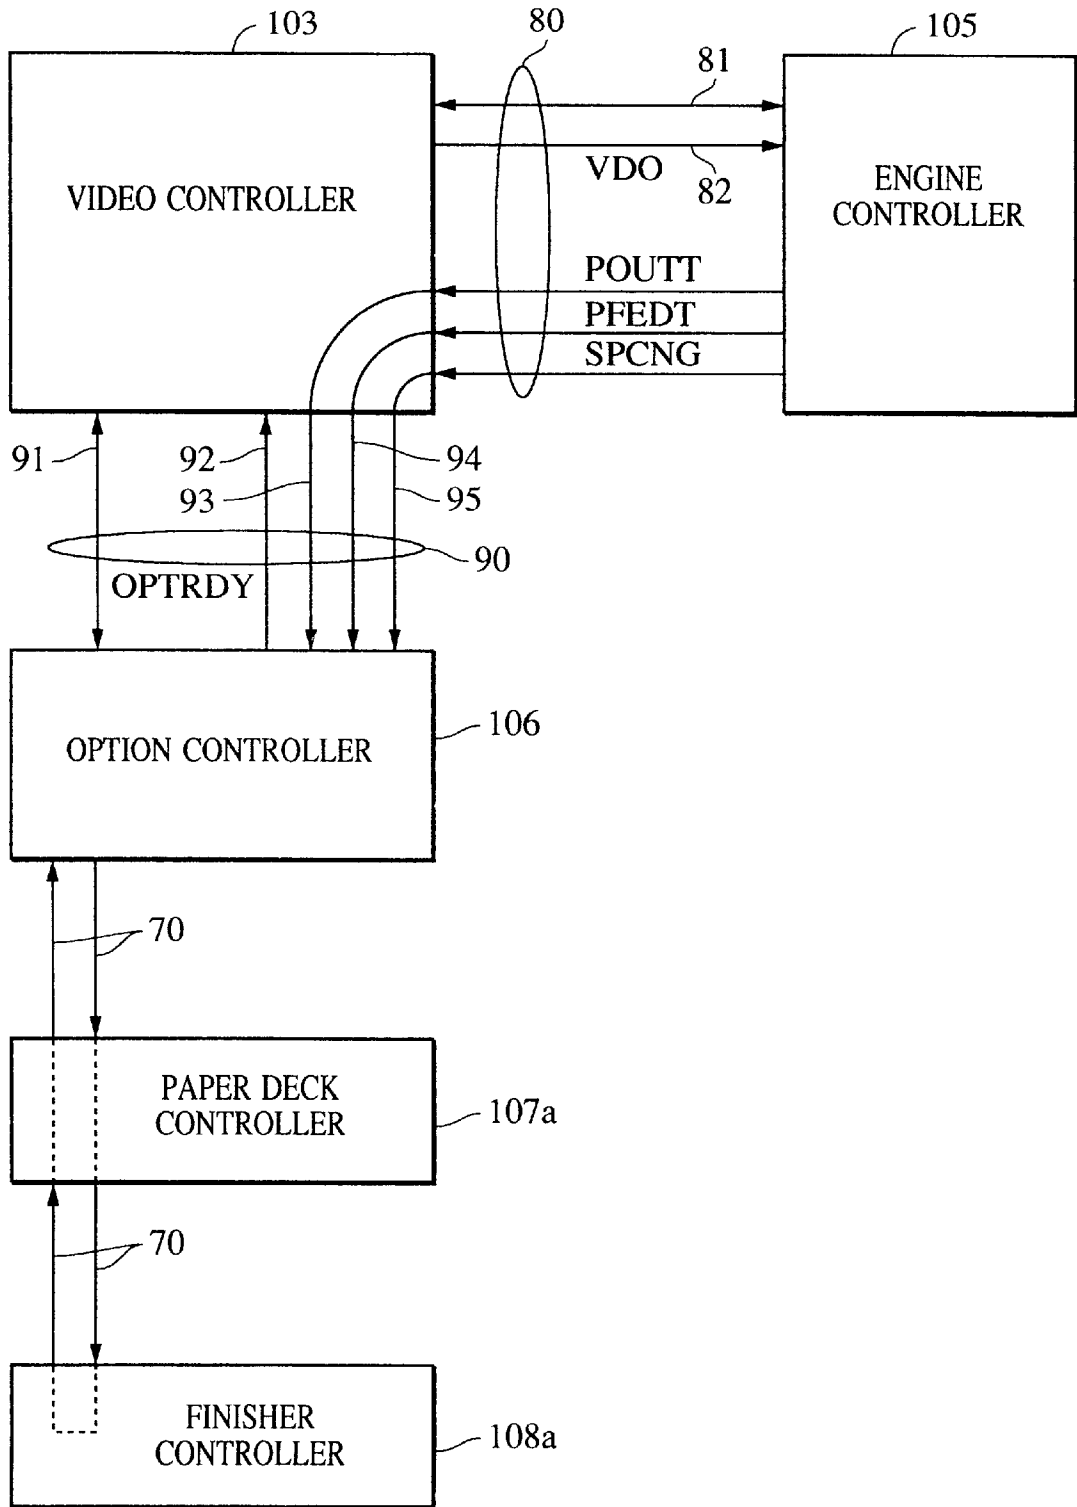 103
80
105
81
VIDEO CONTROLLER
VDO
82
ENGINE
CONTROLLER
POUTT
PFEDT
SPCNG
91
92
93
94
95
90
OPTRDY
106
OPTION CONTROLLER
70
PAPER DECK
CONTROLLER
107a
70
FINISHER
CONTROLLER
108a